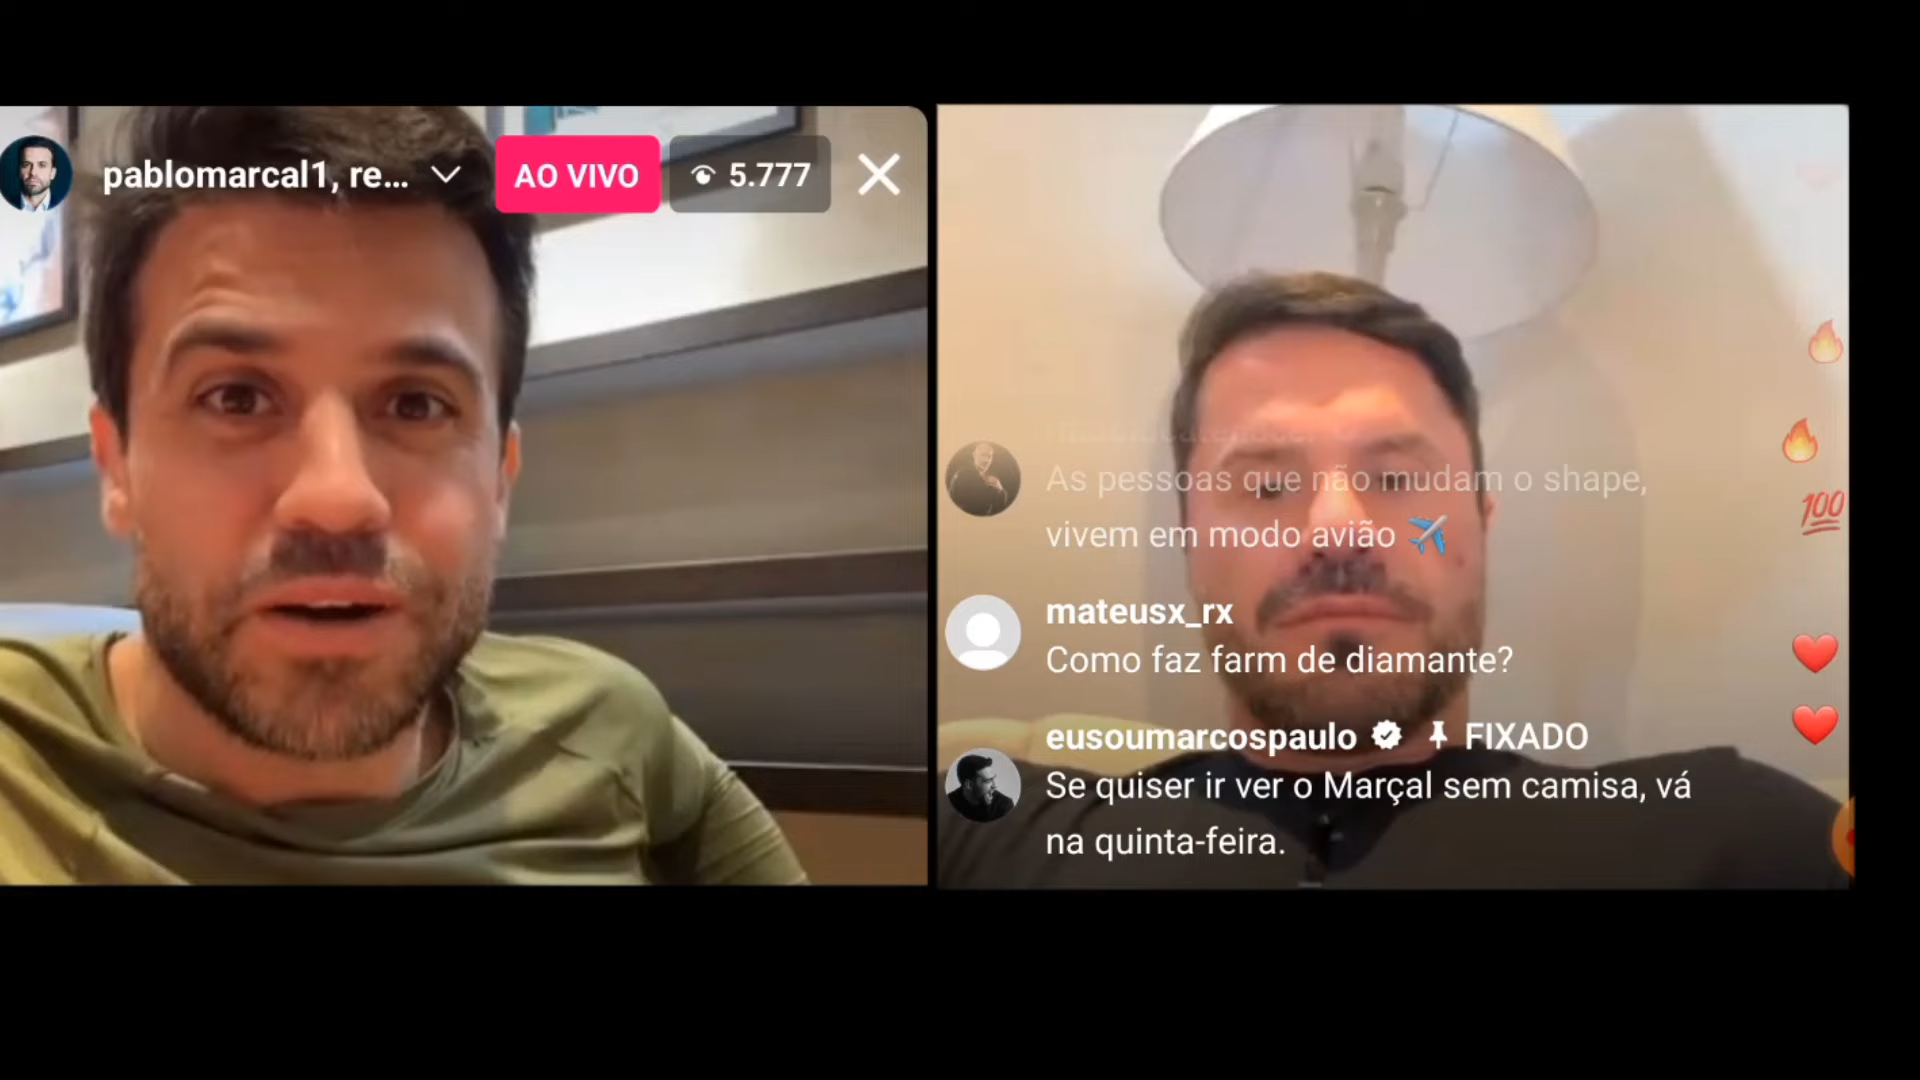 pablomarcal1, re...
AO VIVO
5.777
As pessoas que não mudam o shape,
vivem em modo avião ✈️
100
mateusx_rx
Como faz farm de diamante?
eusoumarcospaulo FIXADO
Se quiser ir ver o Marçal sem camisa, vá
na quinta-feira.